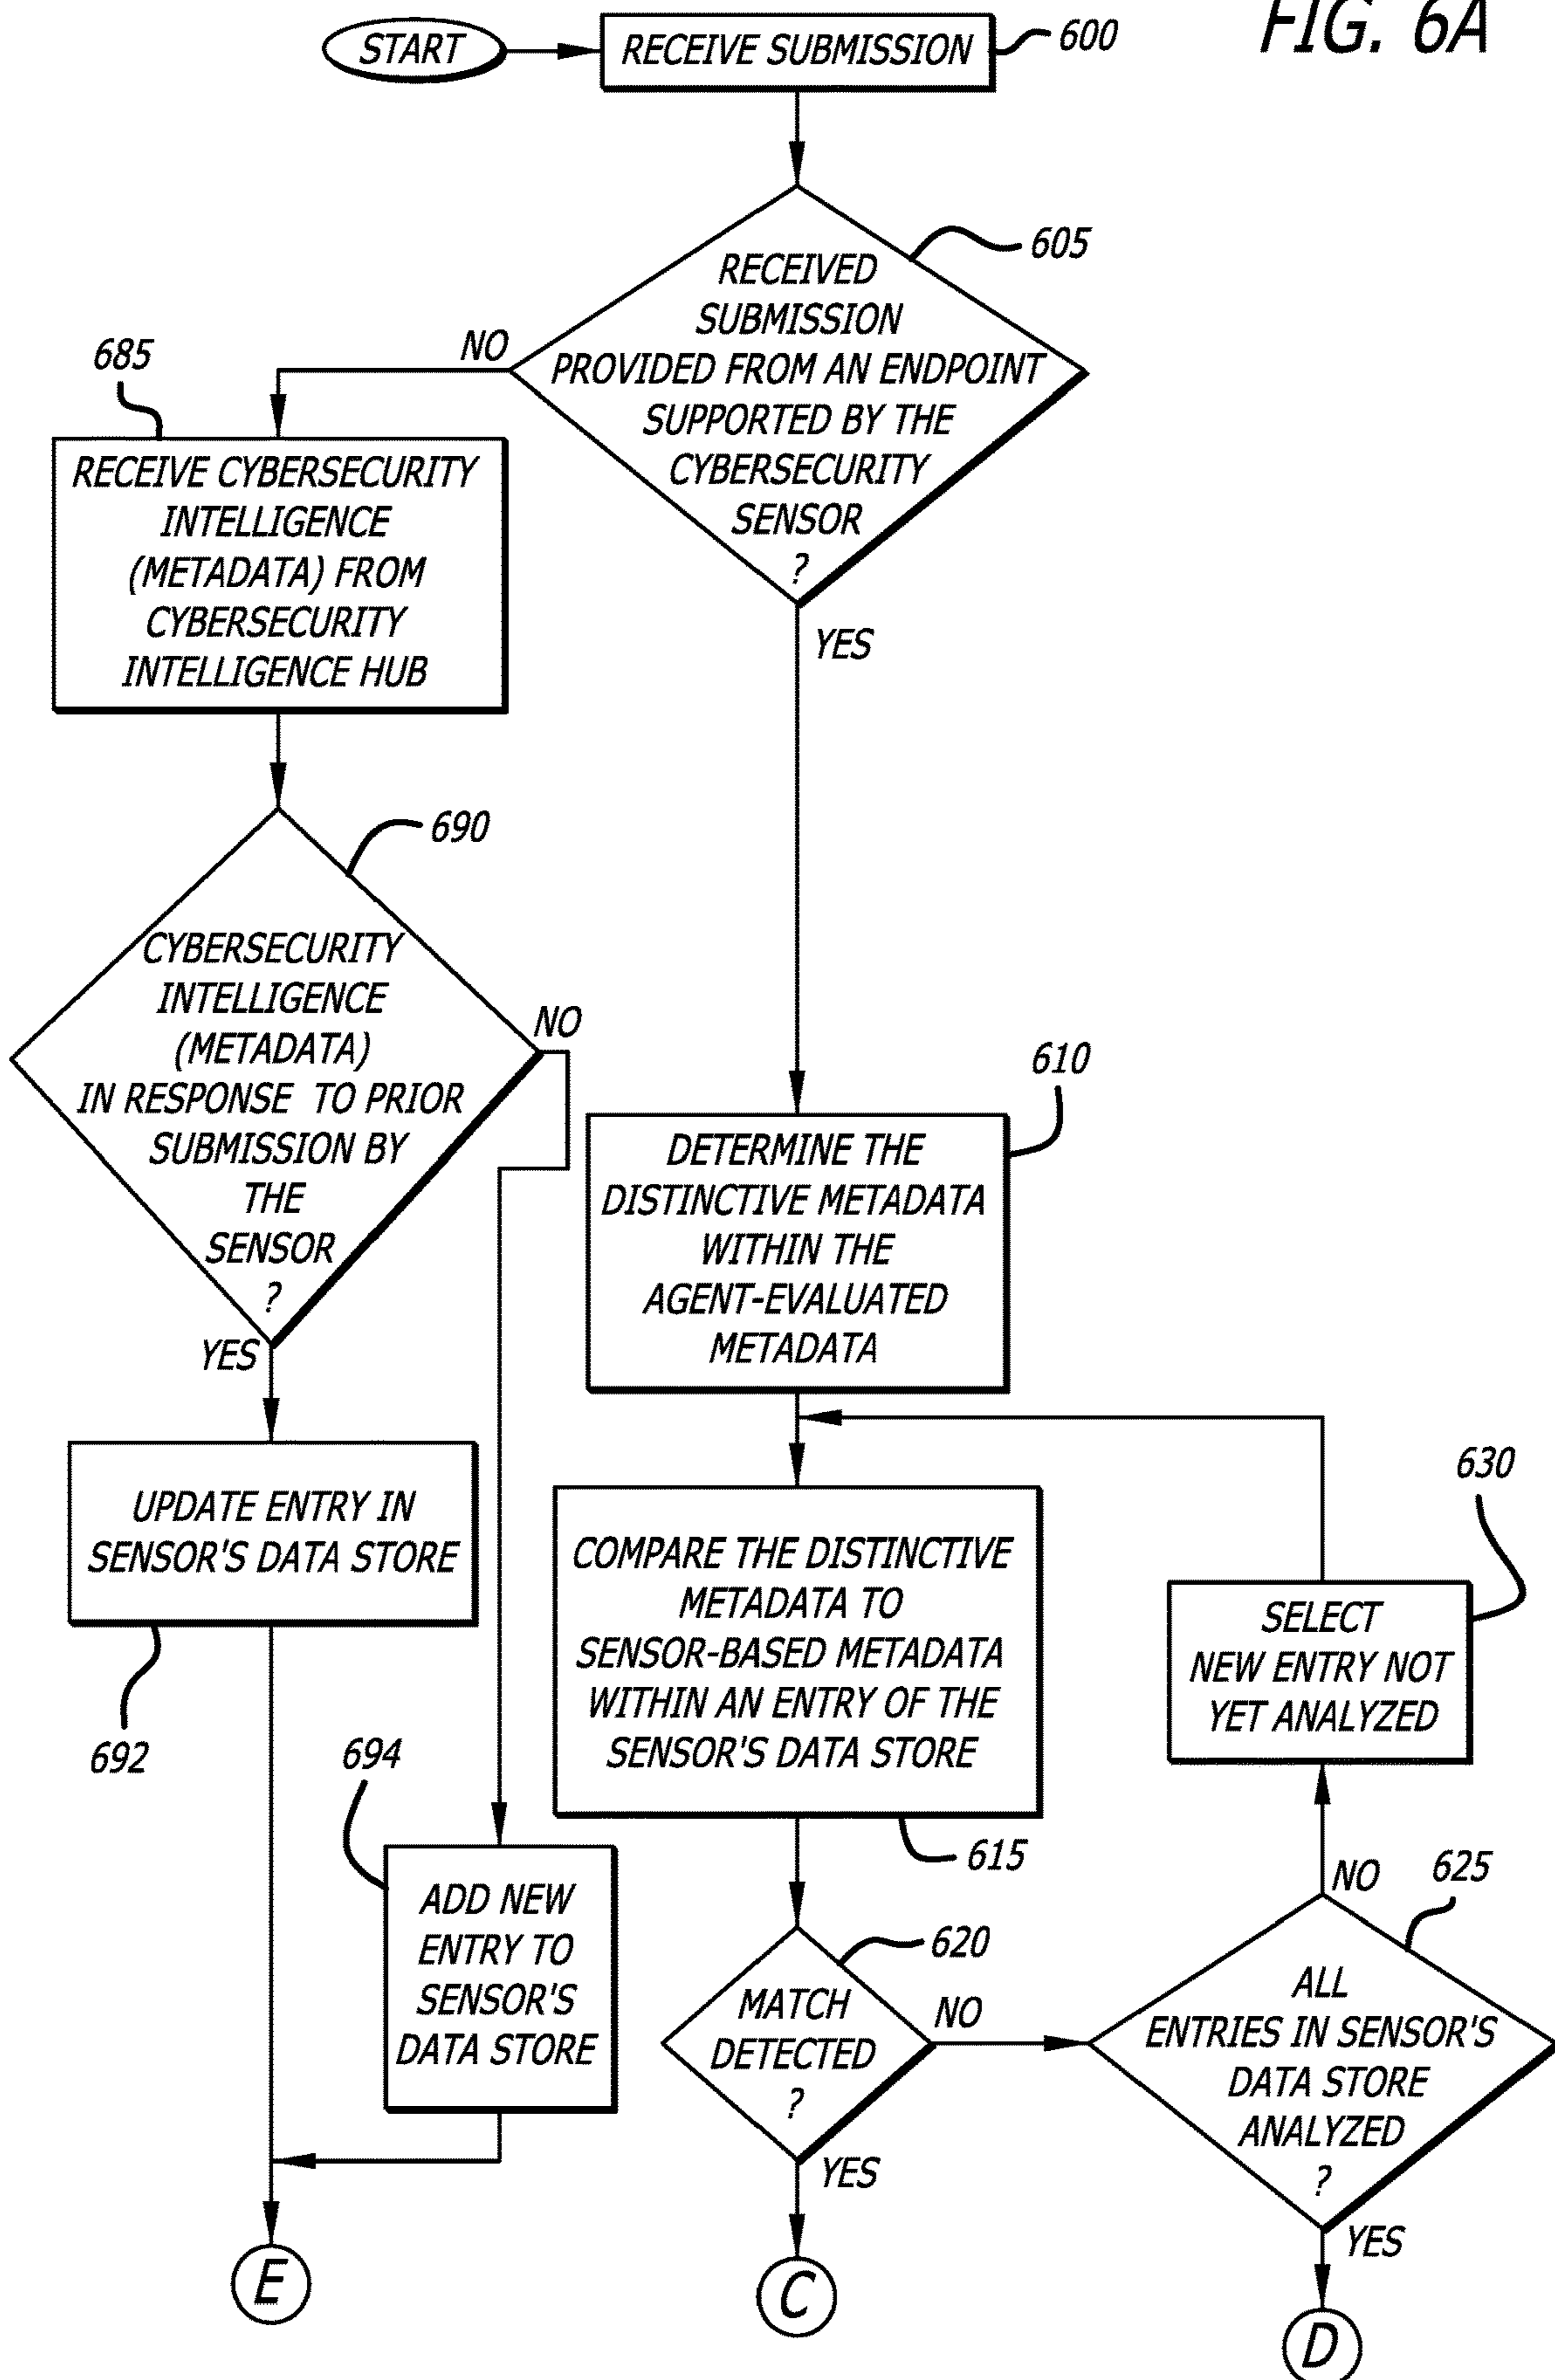 FIG. 6A
START
RECEIVE SUBMISSION
600
605
RECEIVED
SUBMISSION
PROVIDED FROM AN ENDPOINT
SUPPORTED BY THE
CYBERSECURITY
SENSOR
?
NO
YES
685
RECEIVE CYBERSECURITY
INTELLIGENCE
(METADATA) FROM
CYBERSECURITY
INTELLIGENCE HUB
690
CYBERSECURITY
INTELLIGENCE
(METADATA)
IN RESPONSE TO PRIOR
SUBMISSION BY
THE
SENSOR
?
NO
YES
610
DETERMINE THE
DISTINCTIVE METADATA
WITHIN THE
AGENT-EVALUATED
METADATA
UPDATE ENTRY IN
SENSOR'S DATA STORE
692
694
ADD NEW
ENTRY TO
SENSOR'S
DATA STORE
COMPARE THE DISTINCTIVE
METADATA TO
SENSOR-BASED METADATA
WITHIN AN ENTRY OF THE
SENSOR'S DATA STORE
615
630
SELECT
NEW ENTRY NOT
YET ANALYZED
620
MATCH
DETECTED
?
NO
YES
NO
625
ALL
ENTRIES IN SENSOR'S
DATA STORE
ANALYZED
?
YES
E
C
D